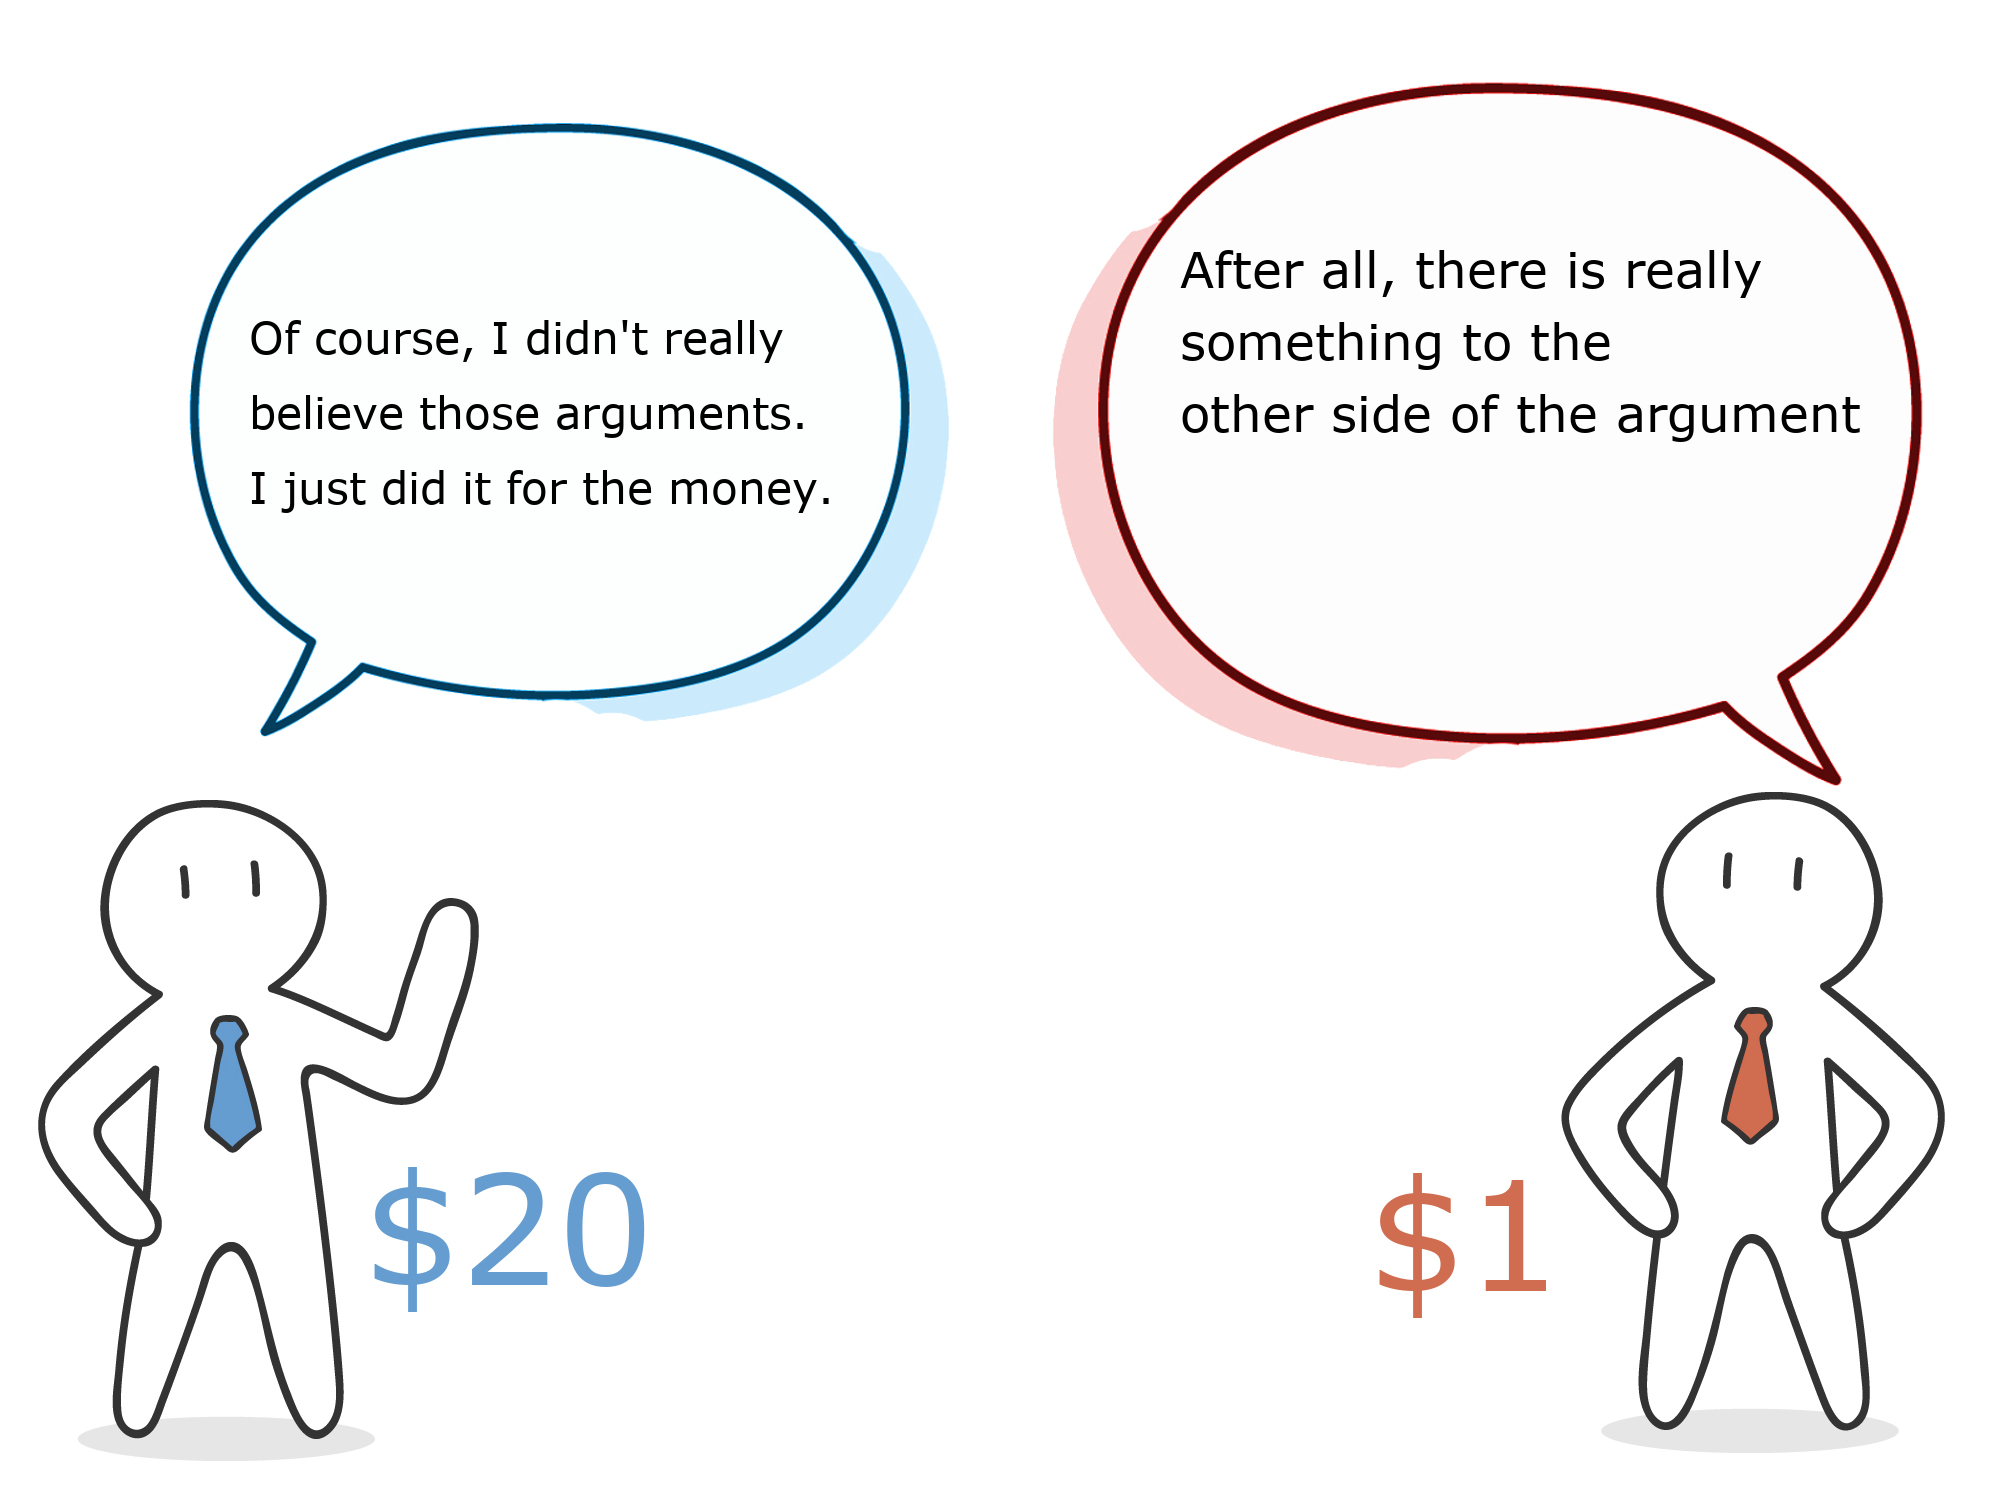 Of course, I didn't really
believe those arguments.
I just did it for the money.
After all, there is really
something to the
other side of the argument
$20
$1